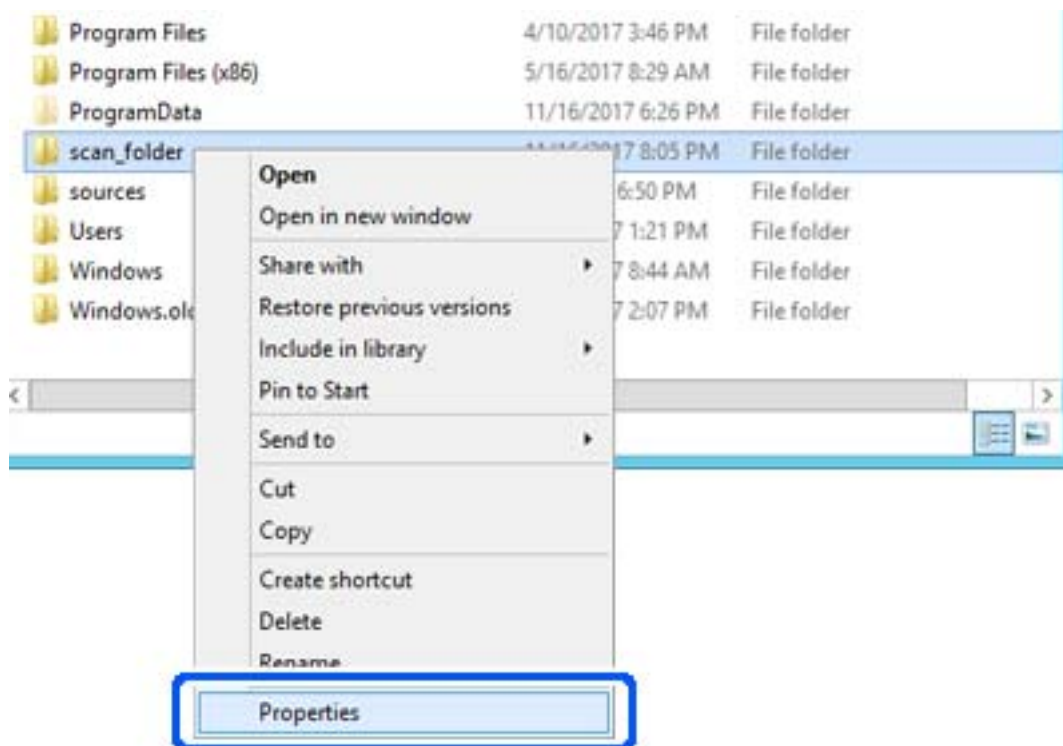 Program Files 4/10/2017 3:46 PM File folder
Program Files (x86) 5/16/2017 8:29 AM File folder
ProgramData 11/16/2017 6:26 PM File folder
scan_folder 17 8:05 PM File folder
sources 6:50 PM File folder
Users 7 1:21 PM File folder
Windows 7 8:44 AM File folder
Windows.old 7 2:07 PM File folder
Open
Open in new window
Share with
Restore previous versions
Include in library
Pin to Start
Send to
Cut
Copy
Create shortcut
Delete
Rename
Properties